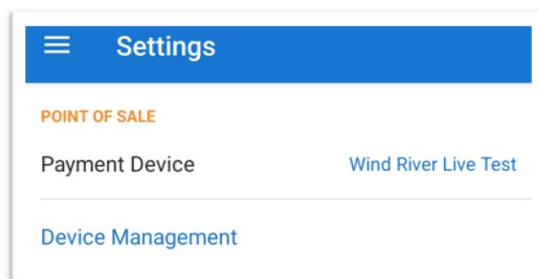 Settings
POINT OF SALE
Payment Device Wind River Live Test
Device Management